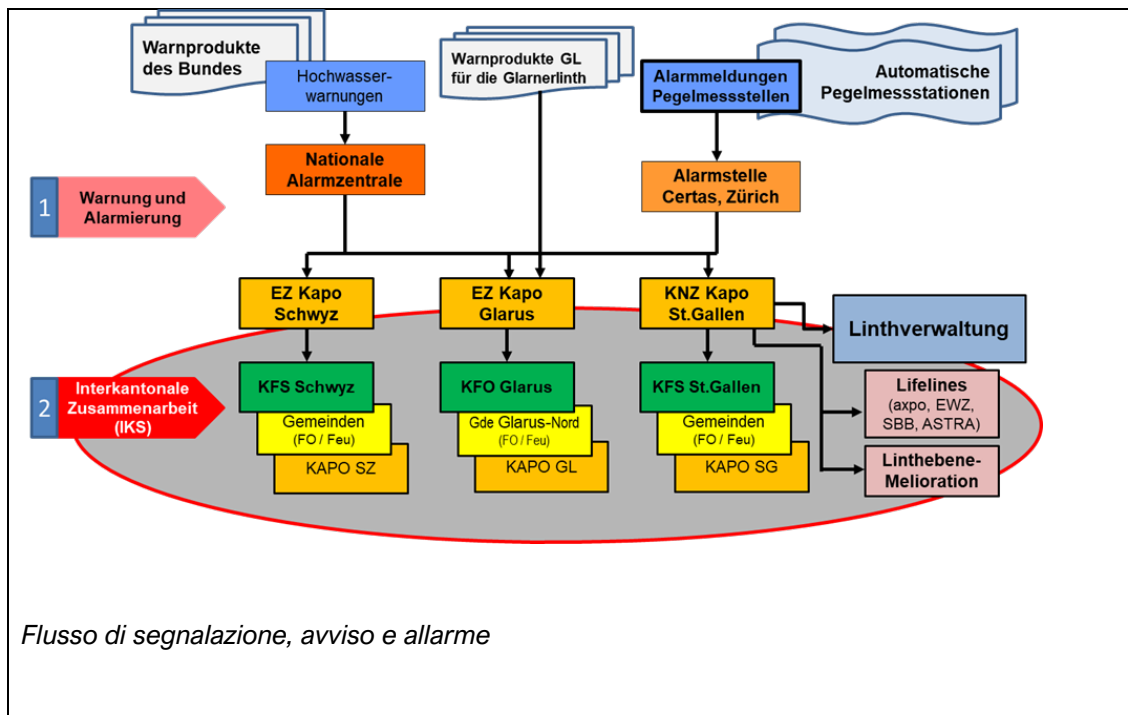 Warnprodukte
des Bundes
Hochwasser-
warnungen
Warnprodukte GL
für die Glarnerlinth
Alarmmeldungen
Pegelmessstellen
Automatische
Pegelmessstationen
Nationale
Alarmzentrale
Alarmstelle
Certas, Zürich
1
Warnung und
Alarmierung
EZ Kapo
Schwyz
EZ Kapo
Glarus
KNZ Kapo
St.Gallen
Linthverwaltung
2
Interkantonale
Zusammenarbeit
(IKS)
KFS Schwyz
Gemeinden
(FO / Feu)
KAPO SZ
KFO Glarus
Gde Glarus-Nord
(FO / Feu)
KAPO GL
KFS St.Gallen
Gemeinden
(FO / Feu)
KAPO SG
Lifelines
(axpo, EWZ,
SBB, ASTRA)
Linthebene-
Melioration
Flusso di segnalazione, avviso e allarme